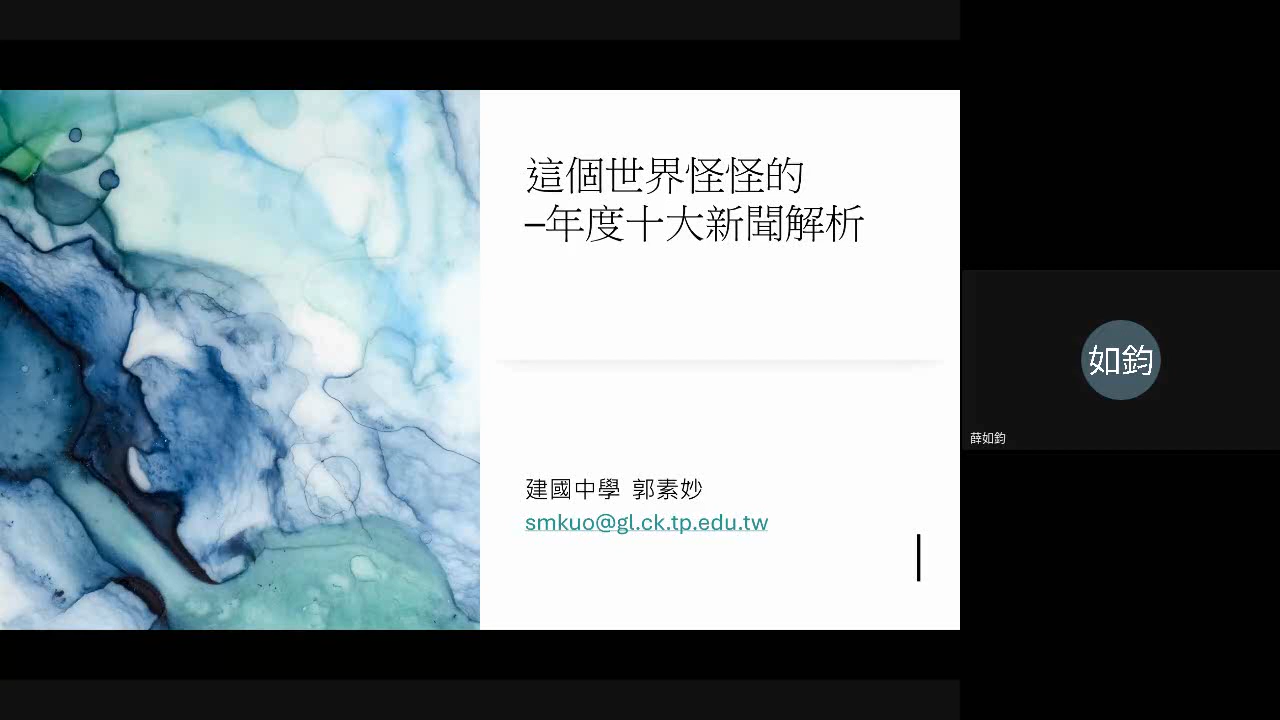 這個世界怪怪的
–年度十大新聞解析
建國中學 郭素妙
smkuo@gl.ck.tp.edu.tw
如鈞
薛如鈞